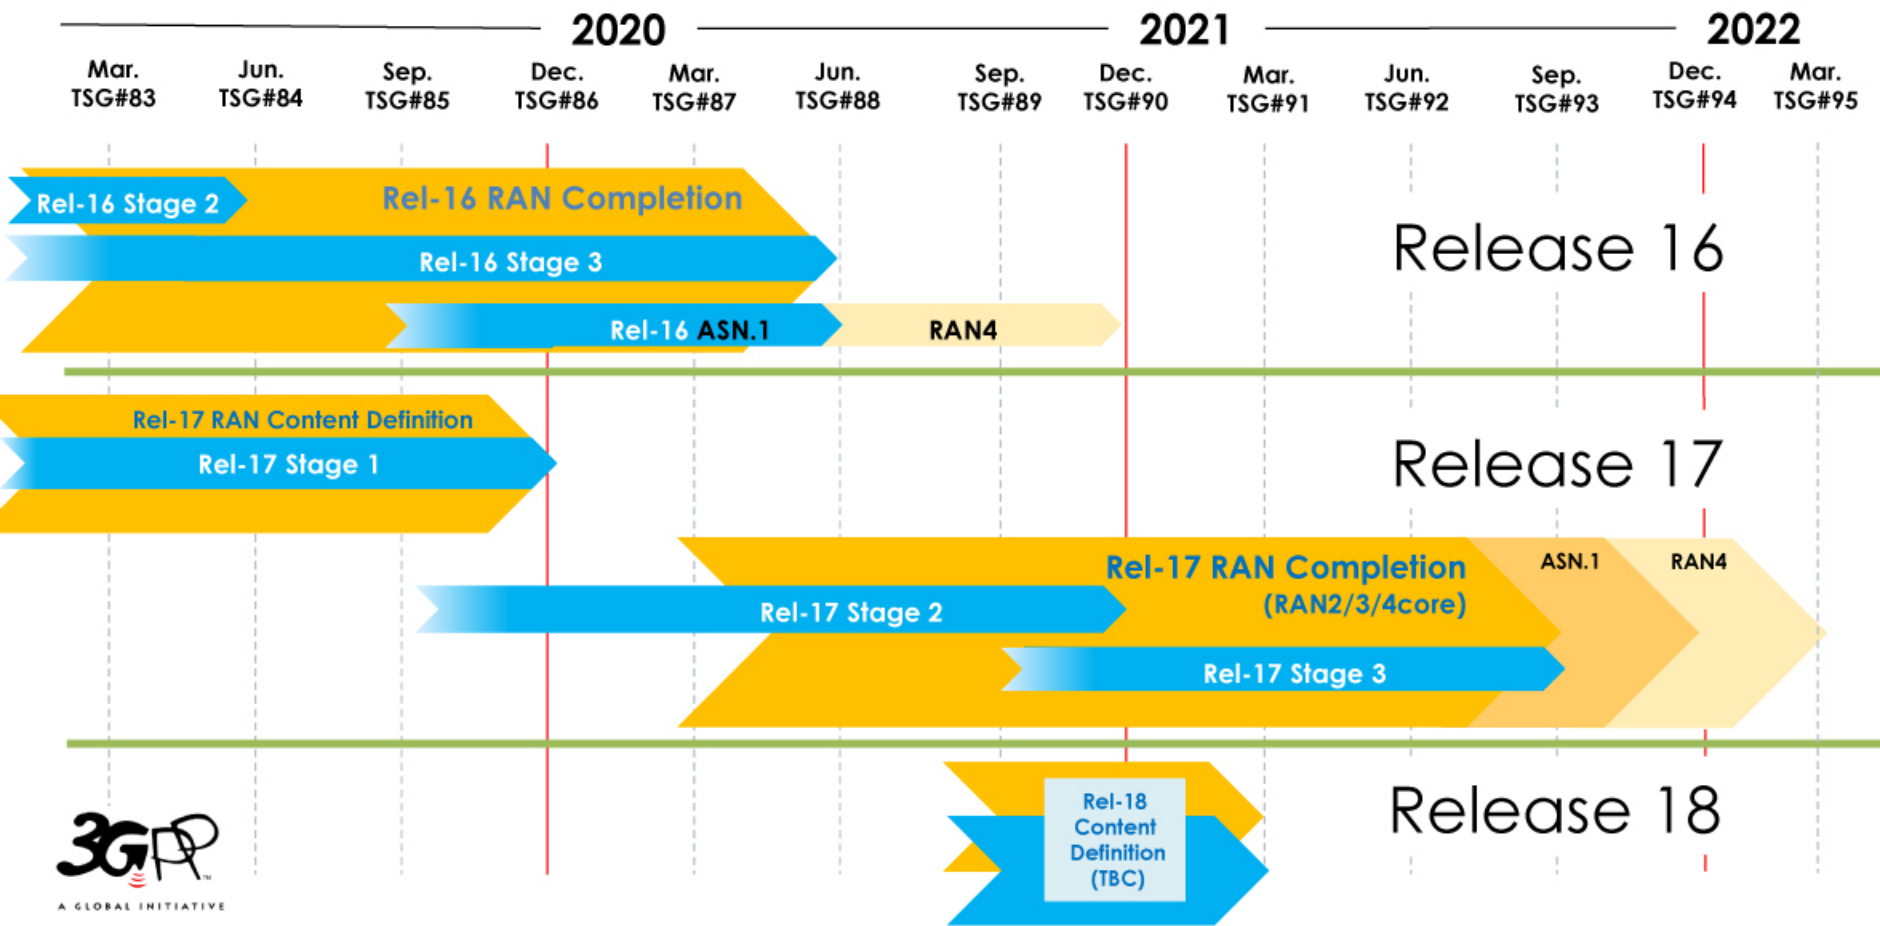 2020
2021
2022
Mar.
TSG#83
Jun.
TSG#84
Sep.
TSG#85
Dec.
TSG#86
Mar.
TSG#87
Jun.
TSG#88
Sep.
TSG#89
Dec.
TSG#90
Mar.
TSG#91
Jun.
TSG#92
Sep.
TSG#93
Dec.
TSG#94
Mar.
TSG#95
Rel-16 Stage 2
Rel-16 RAN Completion
Rel-16 Stage 3
Release 16
Rel-16 ASN.1
RAN4
Rel-17 RAN Content Definition
Rel-17 Stage 1
Release 17
Rel-17 RAN Completion
(RAN2/3/4core)
ASN.1
RAN4
Rel-17 Stage 2
Rel-17 Stage 3
Rel-18
Content
Definition
(TBC)
Release 18
3GPP
TM
A GLOBAL INITIATIVE